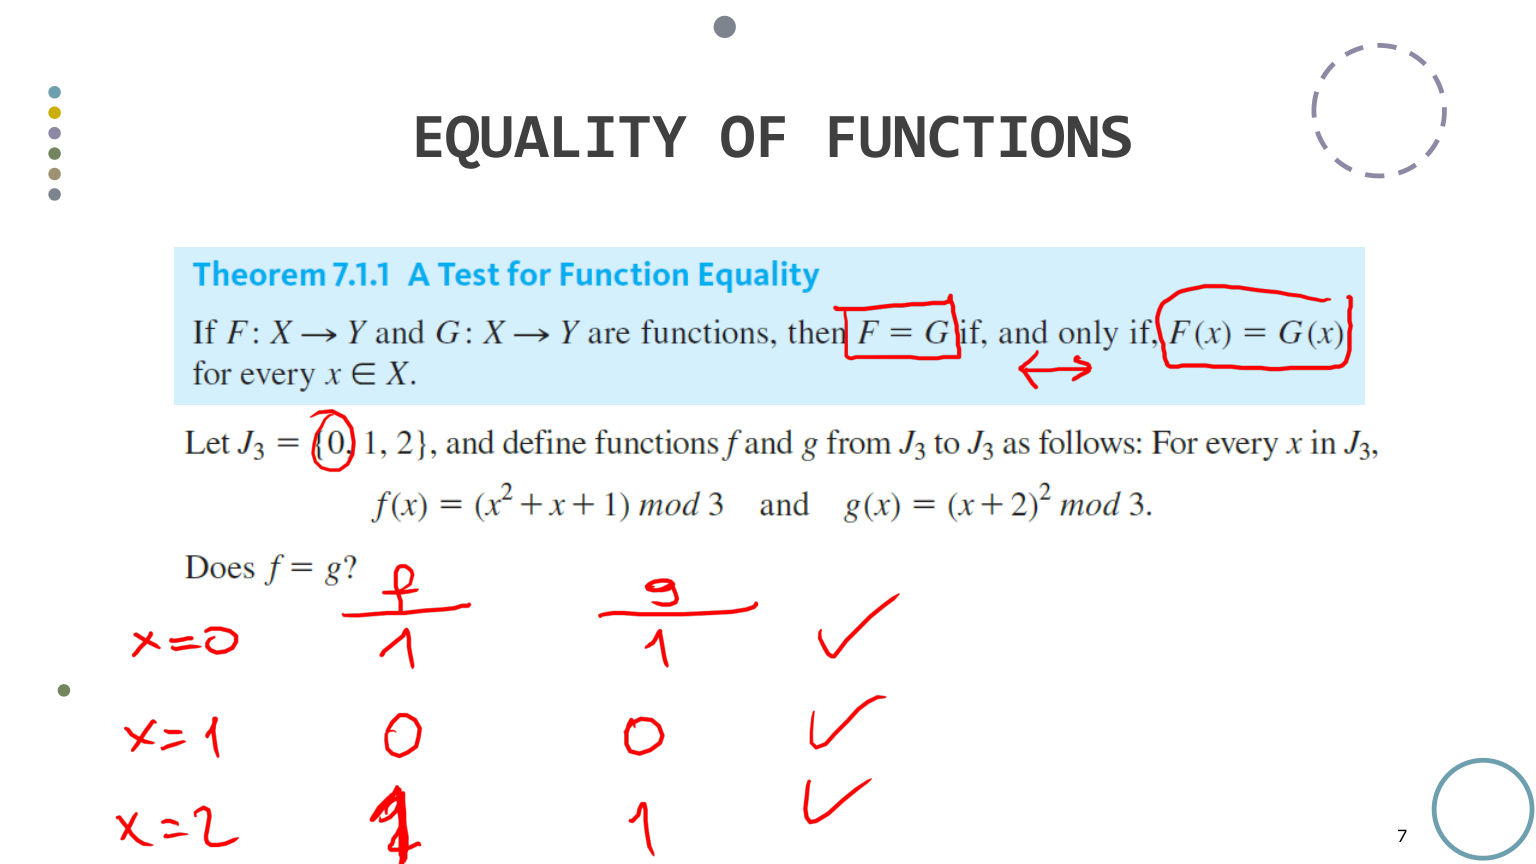 EQUALITY OF FUNCTIONS
Theorem 7.1.1 A Test for Function Equality
If F: X → Y and G: X → Y are functions, then F = G if, and only if, F(x) = G(x)
for every x ∈ X.
↔
Let J₃ = {0, 1, 2}, and define functions f and g from J₃ to J₃ as follows: For every x in J₃,
f(x) = (x² + x + 1) mod 3 and g(x) = (x + 2)² mod 3.
Does f = g?
f g
x=0 1 1 ✓
x=1 0 0 ✓
x=2 1 ✓
7